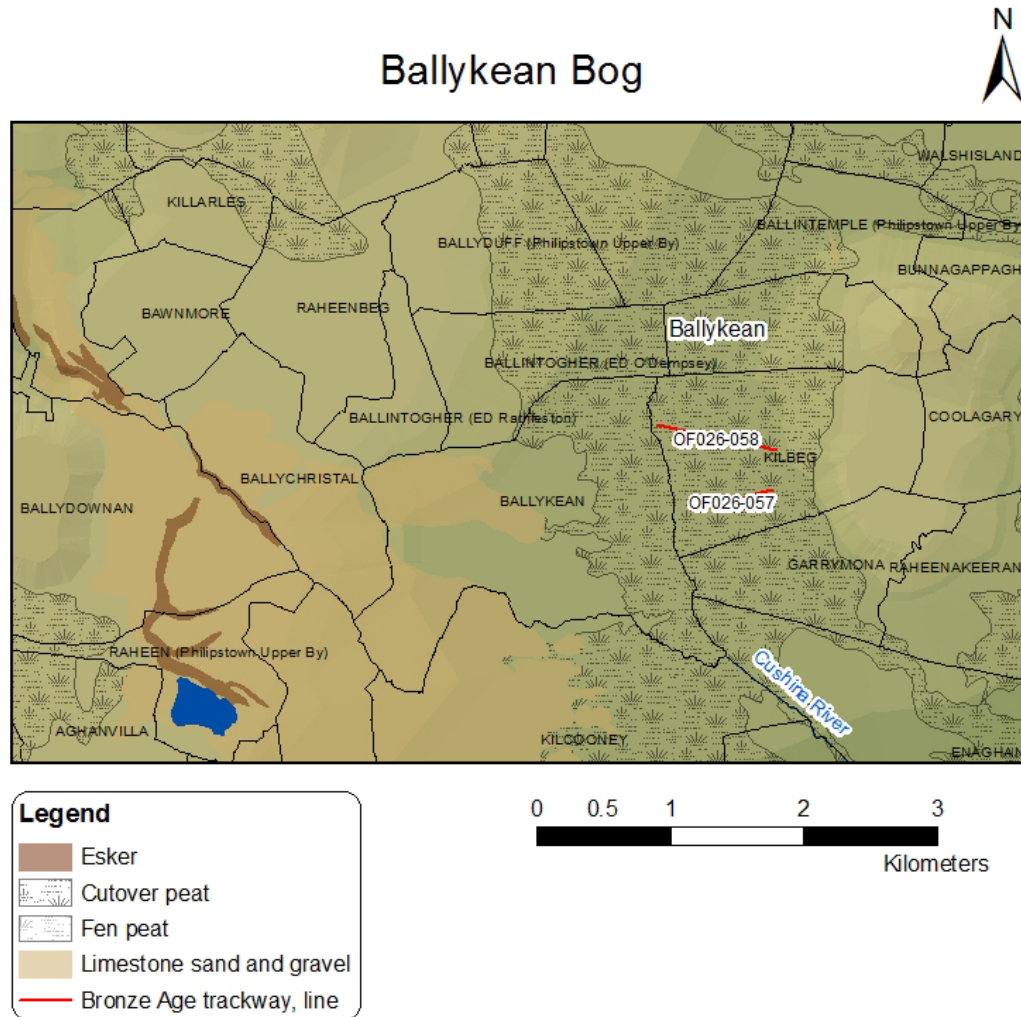 N
Ballykean Bog
WALSHISLAND
KILLARLES
BALLINTEMPLE (Philipstown Upper By)
BALLYDUFF (Philipstown Upper By)
BUNNAGAPPAGH
RAHEENBEG
BAWNMORE
Ballykean
BALLINTOGHER (ED O'Dempsey)
BALLINTOGHER (ED Rathfeston)
COOLAGARY
OF026-058
KILBEG
BALLYCHRISTAL
BALLYKEAN
OF026-057
BALLYDOWNAN
GARRYMONA
RAHEENAKEERAN
RAHEEN (Philipstown Upper By)
Cushina River
AGHANVILLA
KILCOONEY
ENAGHAN
Legend
Esker
Cutover peat
Fen peat
Limestone sand and gravel
Bronze Age trackway, line
0 0.5 1 2 3
Kilometers